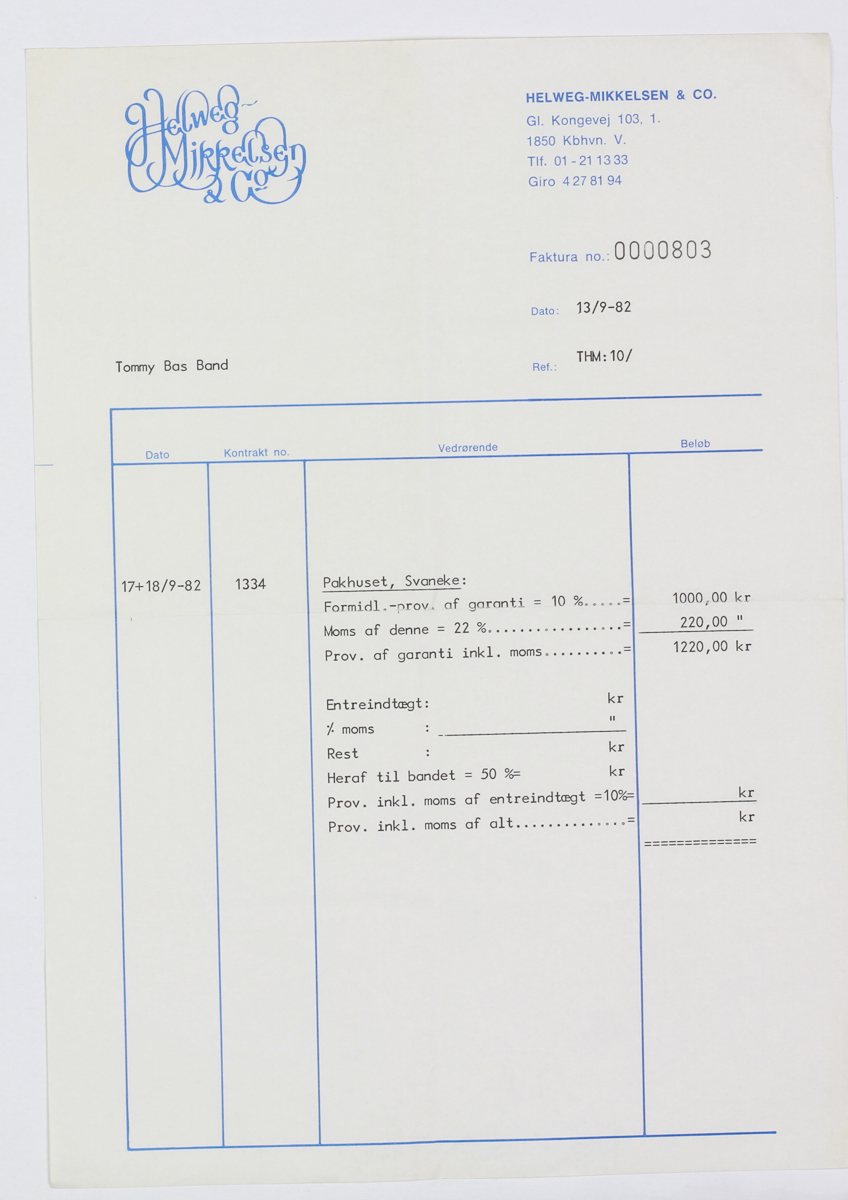 Helweg-
Mikkelsen
& Co
HELWEG-MIKKELSEN & CO.
Gl. Kongevej 103, 1.
1850 Kbhvn. V.
Tlf. 01 - 21 13 33
Giro 4 27 81 94
Faktura no.: 0000803
Dato: 13/9-82
Tommy Bas Band
Ref.: THM:10/
Dato Kontrakt no. Vedrørende Beløb
17+18/9-82 1334 Pakhuset, Svaneke:
Formidl.-prov. af garanti = 10 %.....= 1000,00 kr
Moms af denne = 22 %.................= 220,00 "
Prov. af garanti inkl. moms..........= 1220,00 kr
Entreindtægt: kr
% moms : "
Rest : kr
Heraf til bandet = 50 %= kr
Prov. inkl. moms af entreindtægt =10%= kr
Prov. inkl. moms af alt..............= kr
==============